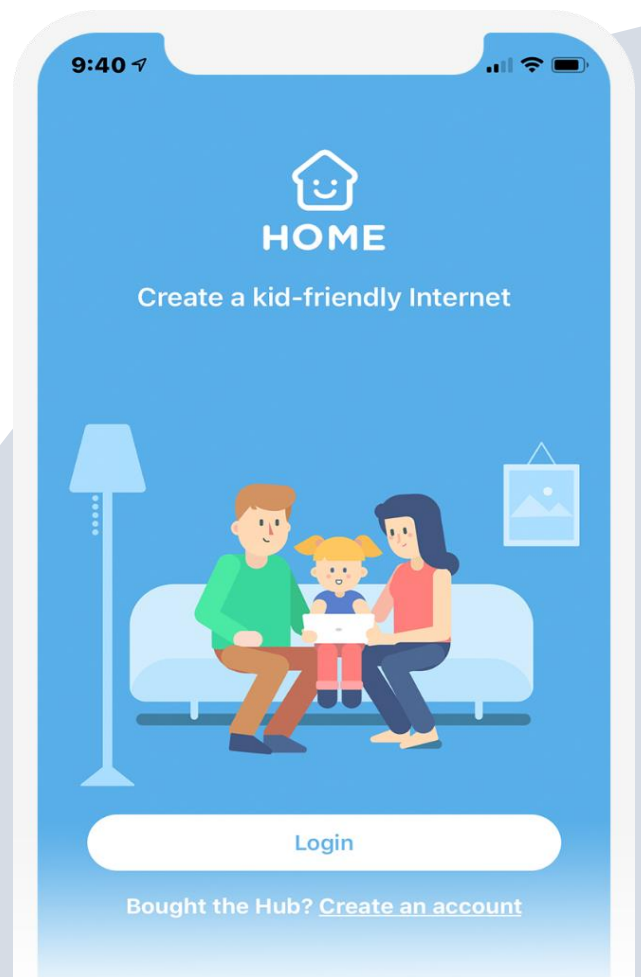 9:40
HOME
Create a kid-friendly Internet
Login
Bought the Hub? Create an account